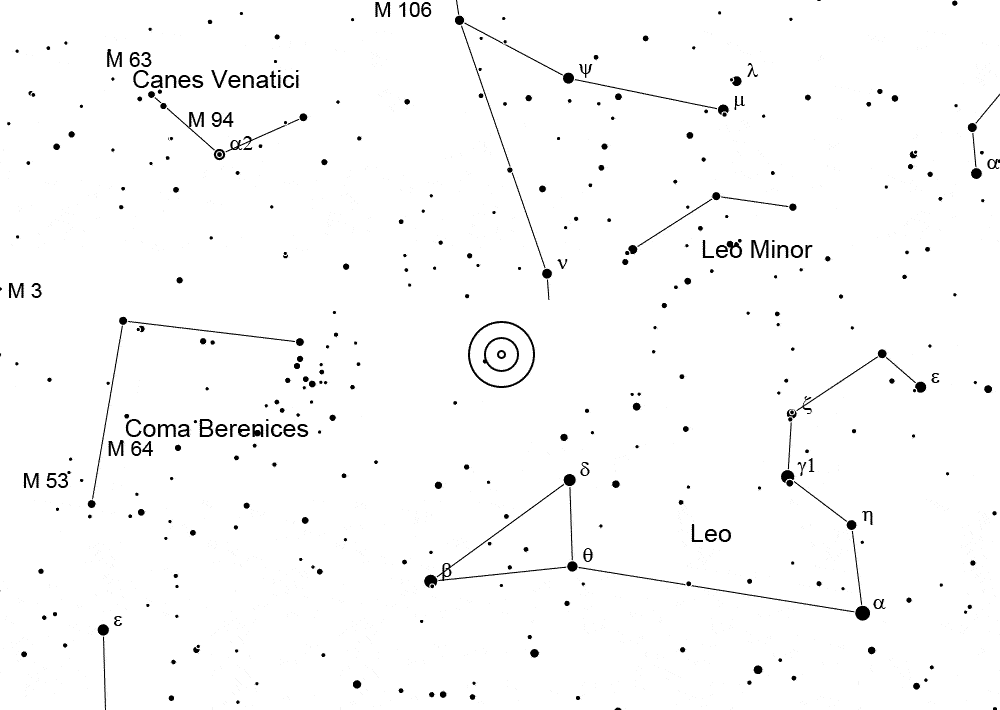 M 106
M 63
Canes Venatici
ψ
λ
μ
M 94
α2
α
Leo Minor
ν
M 3
ε
ζ
Coma Berenices
M 64
γ1
δ
M 53
η
Leo
θ
β
α
ε